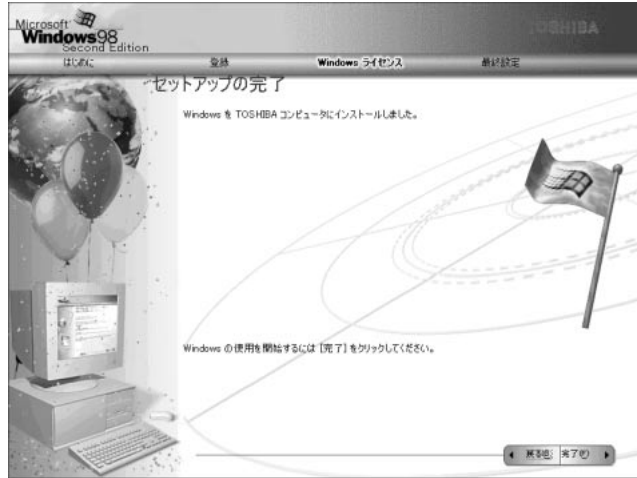 Microsoft
Windows98
Second Edition
TOSHIBA
はじめに 登録 Windows ライセンス 最終設定
セットアップの完了
Windows を TOSHIBA コンピュータにインストールしました。
Windows の使用を開始するには [完了] をクリックしてください。
戻る(B) 完了(F)